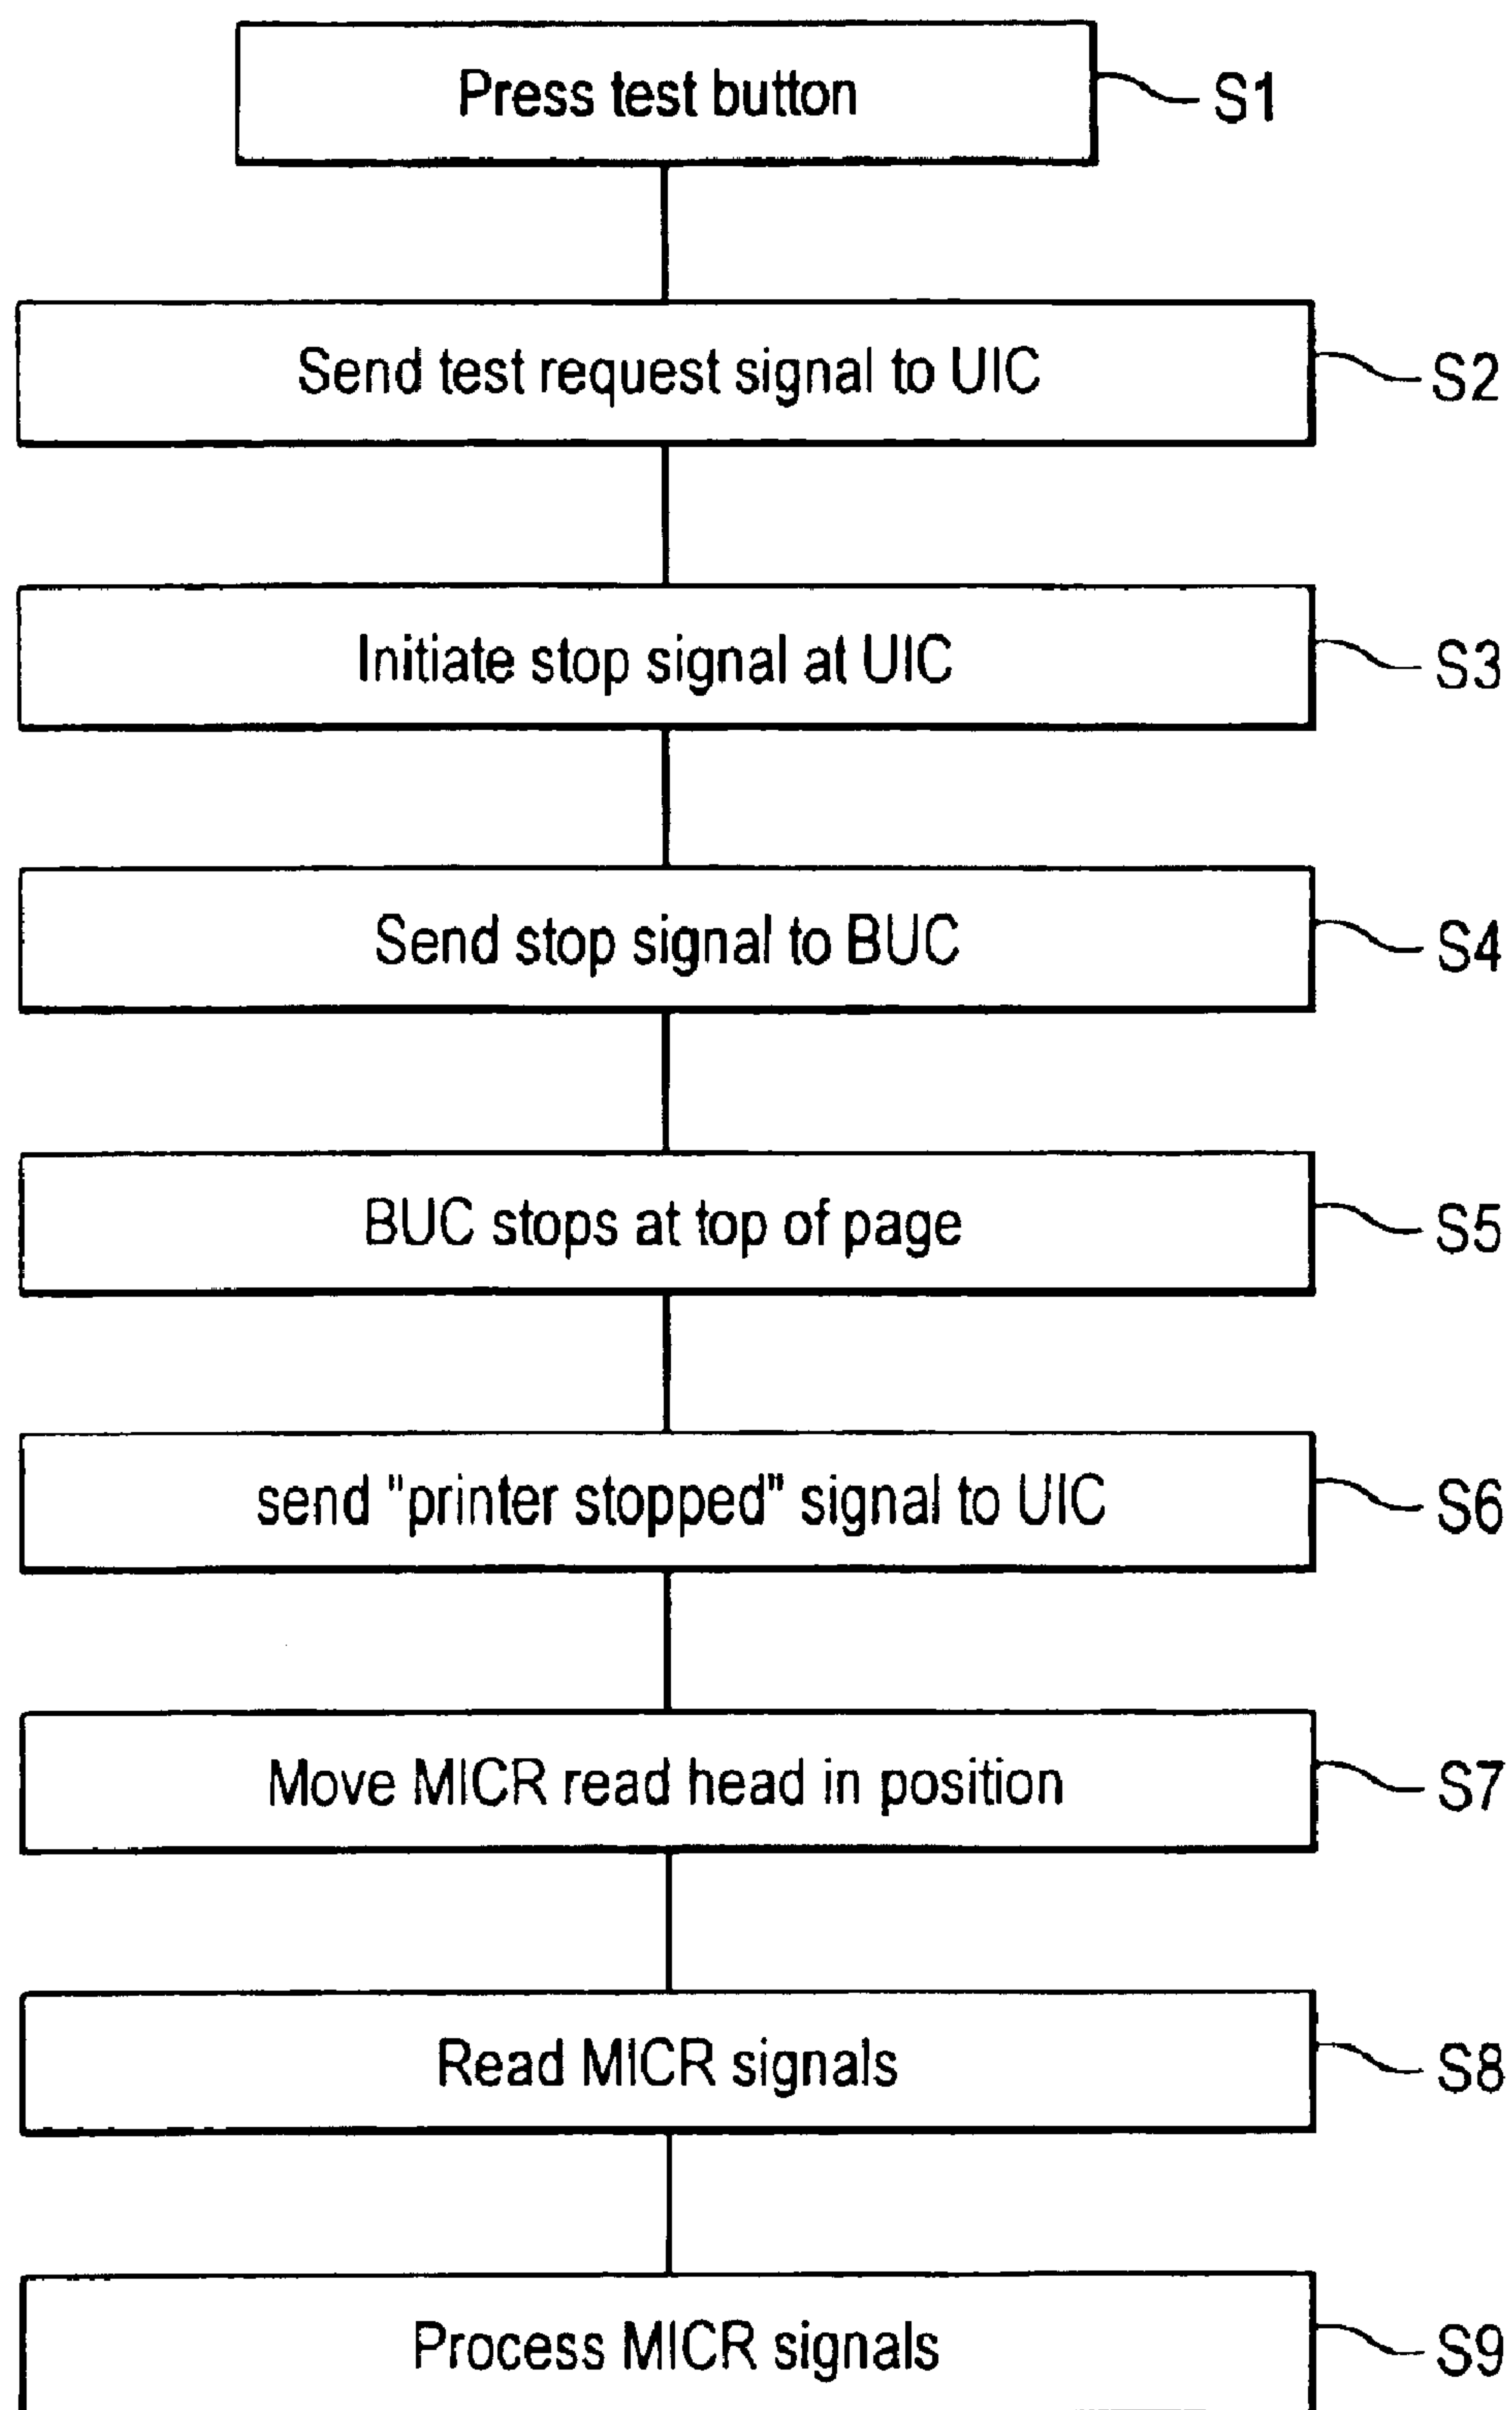 Press test button S1
Send test request signal to UIC S2
Initiate stop signal at UIC S3
Send stop signal to BUC S4
BUC stops at top of page S5
send "printer stopped" signal to UIC S6
Move MICR read head in position S7
Read MICR signals S8
Process MICR signals S9